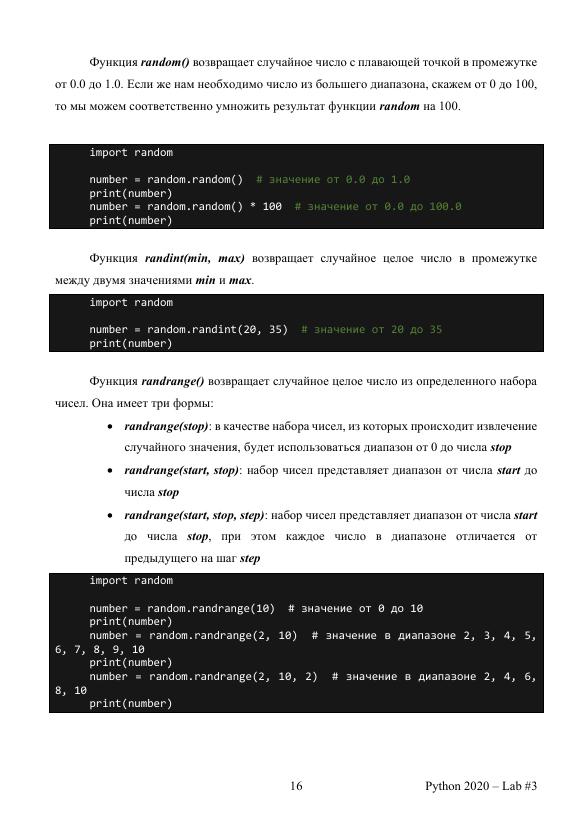 Функция random() возвращает случайное число с плавающей точкой в промежутке
от 0.0 до 1.0. Если же нам необходимо число из большего диапазона, скажем от 0 до 100,
то мы можем соответственно умножить результат функции random на 100.
import random
number = random.random()  # значение от 0.0 до 1.0
print(number)
number = random.random() * 100  # значение от 0.0 до 100.0
print(number)
Функция randint(min, max) возвращает случайное целое число в промежутке
между двумя значениями min и max.
import random
number = random.randint(20, 35)  # значение от 20 до 35
print(number)
Функция randrange() возвращает случайное целое число из определенного набора
чисел. Она имеет три формы:
• randrange(stop): в качестве набора чисел, из которых происходит извлечение
случайного значения, будет использоваться диапазон от 0 до числа stop
• randrange(start, stop): набор чисел представляет диапазон от числа start до
числа stop
• randrange(start, stop, step): набор чисел представляет диапазон от числа start
до числа stop, при этом каждое число в диапазоне отличается от
предыдущего на шаг step
import random
number = random.randrange(10)  # значение от 0 до 10
print(number)
number = random.randrange(2, 10)  # значение в диапазоне 2, 3, 4, 5,
6, 7, 8, 9, 10
print(number)
number = random.randrange(2, 10, 2)  # значение в диапазоне 2, 4, 6,
8, 10
print(number)
16 Python 2020 – Lab #3